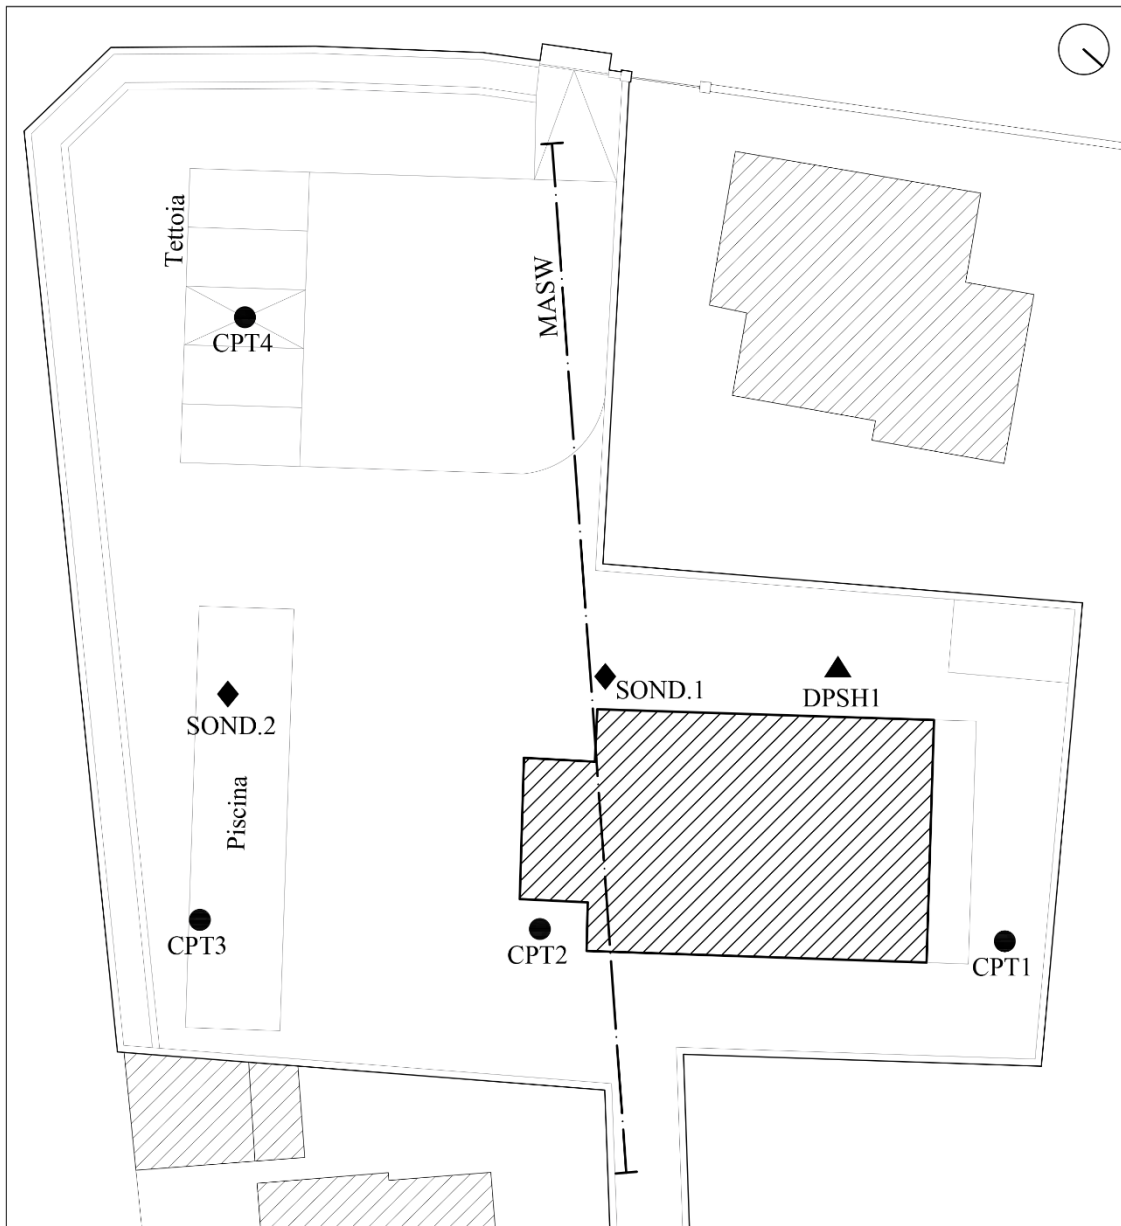 Tettoia
MASW
CPT4
SOND.1
DPSH1
SOND.2
Piscina
CPT3
CPT2
CPT1